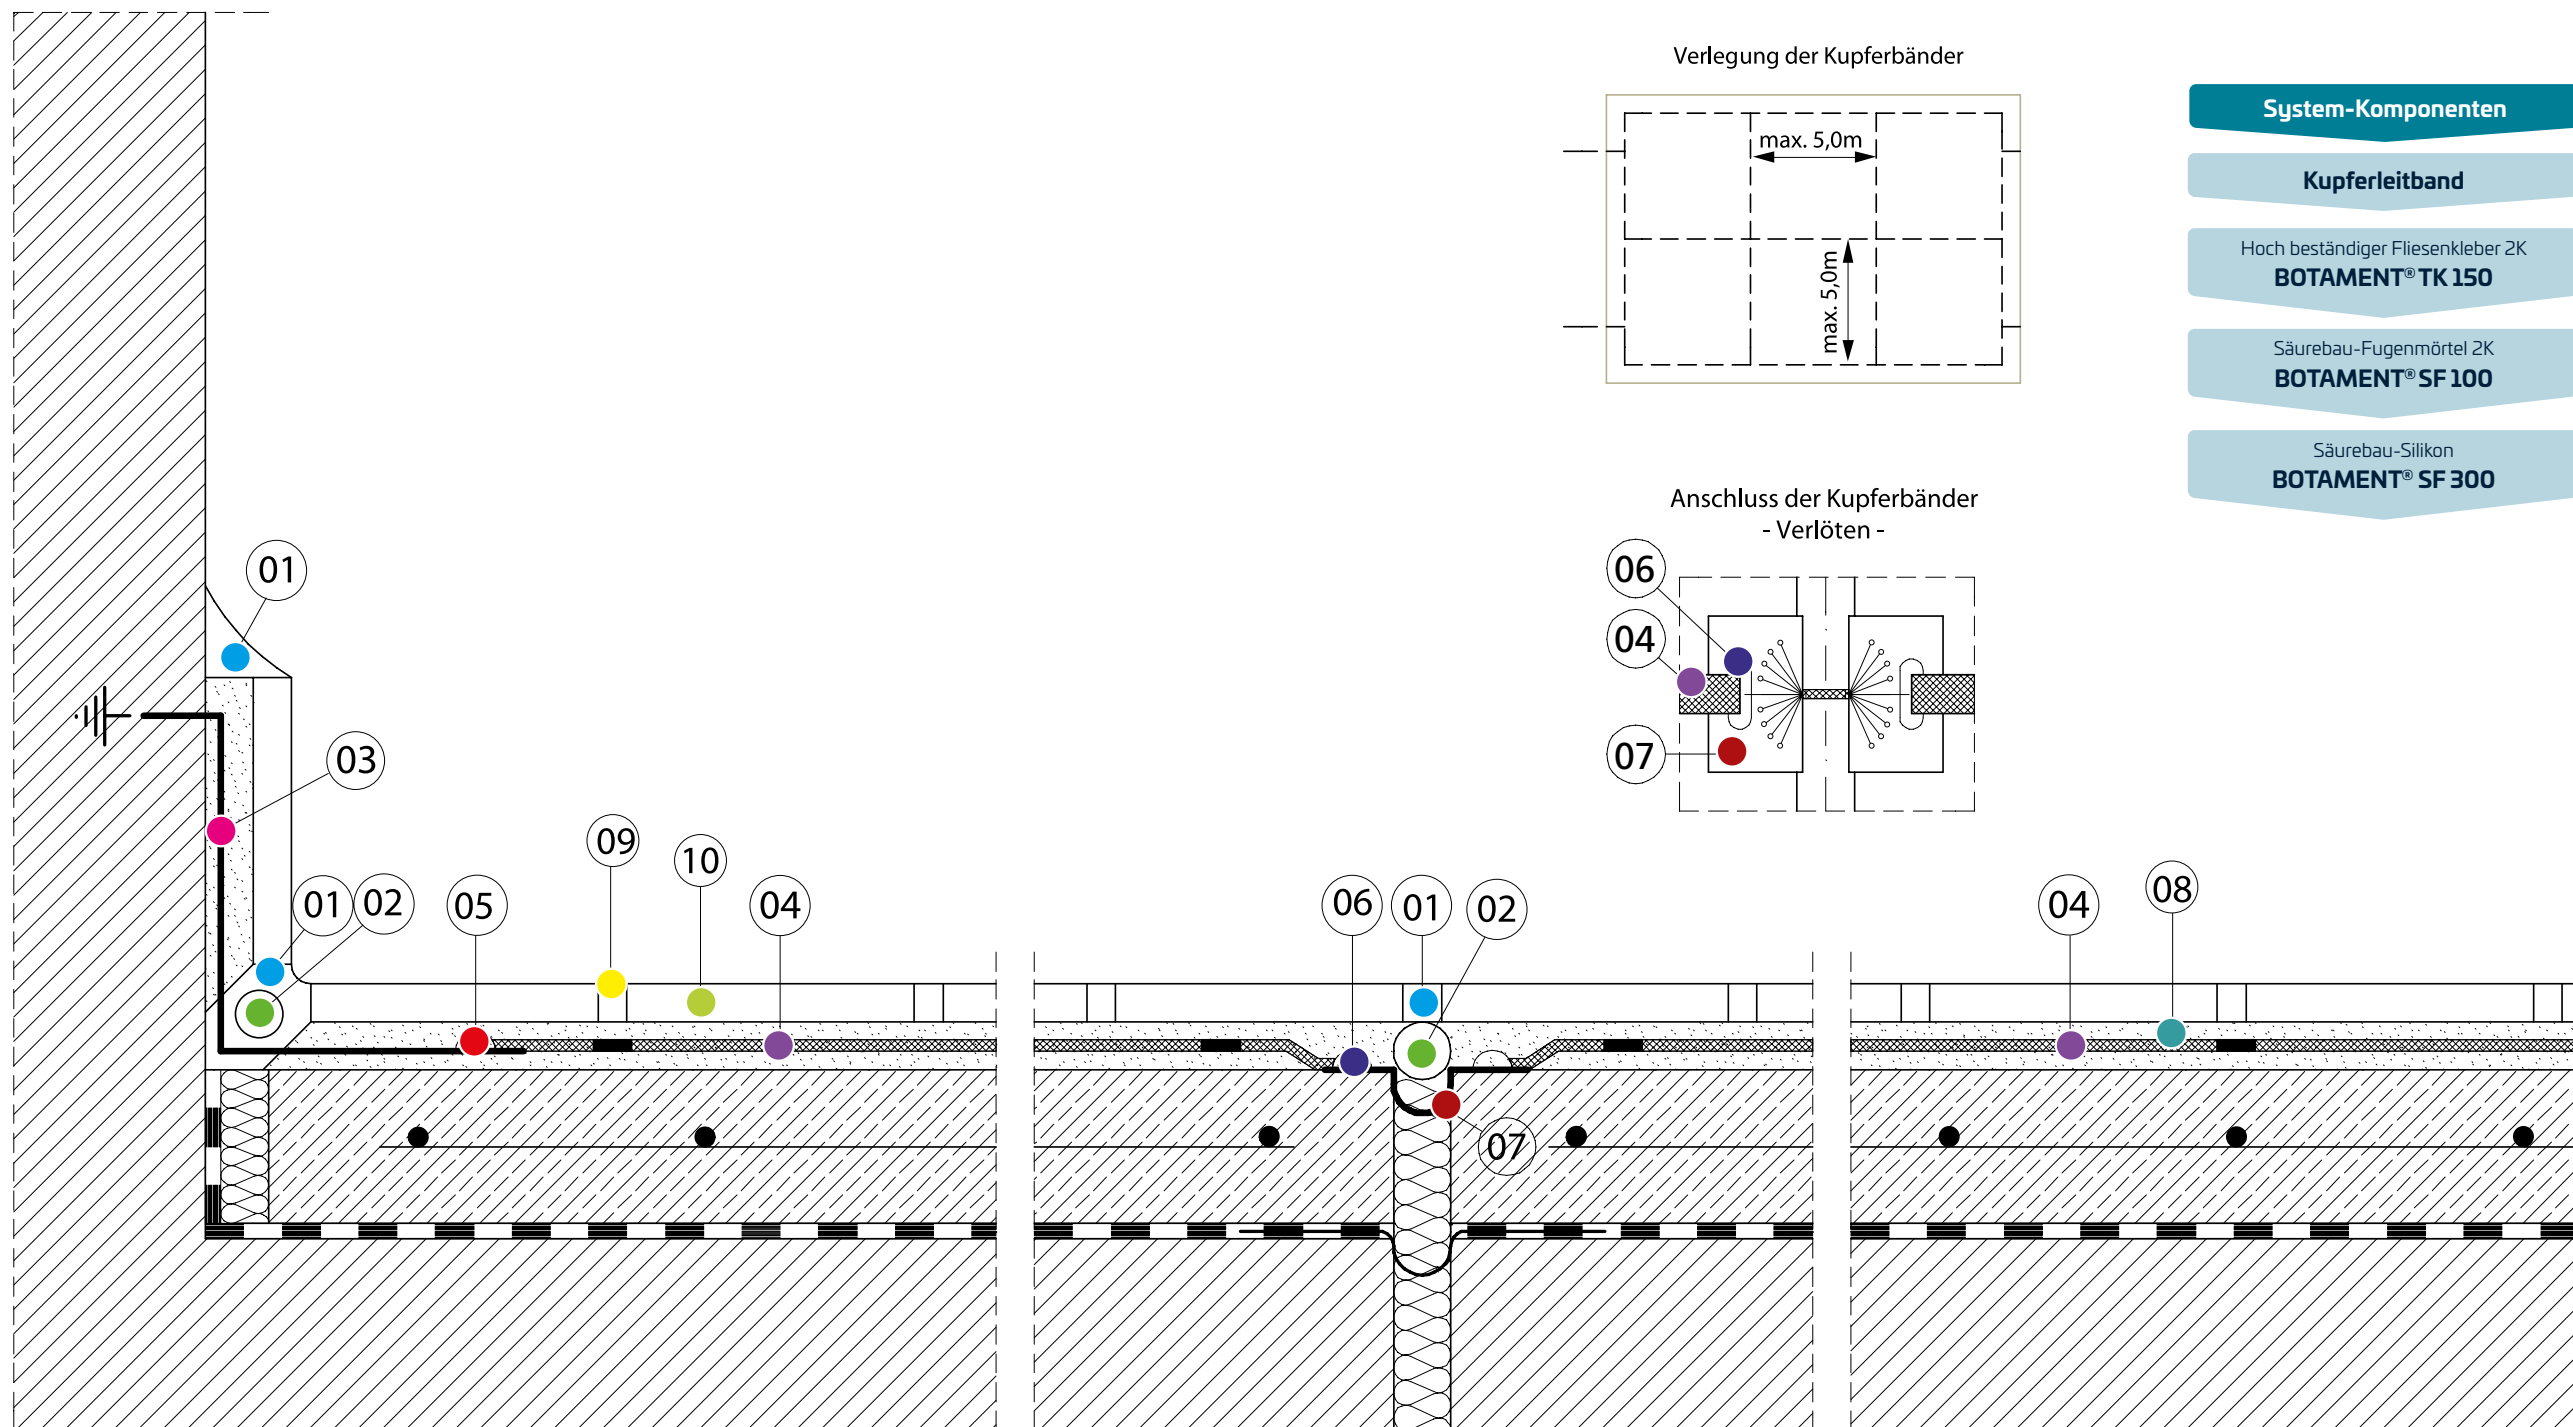 Verlegung der Kupferbänder
max. 5,0m
max. 5,0m
System-Komponenten
Kupferleitband
Hoch beständiger Fliesenkleber 2K
BOTAMENT® TK 150
Säurebau-Fugenmörtel 2K
BOTAMENT® SF 100
Säurebau-Silikon
BOTAMENT® SF 300
Anschluss der Kupferbänder
- Verlöten -
06
04
07
01
03
09
10
01
02
05
04
06
01
02
04
08
07